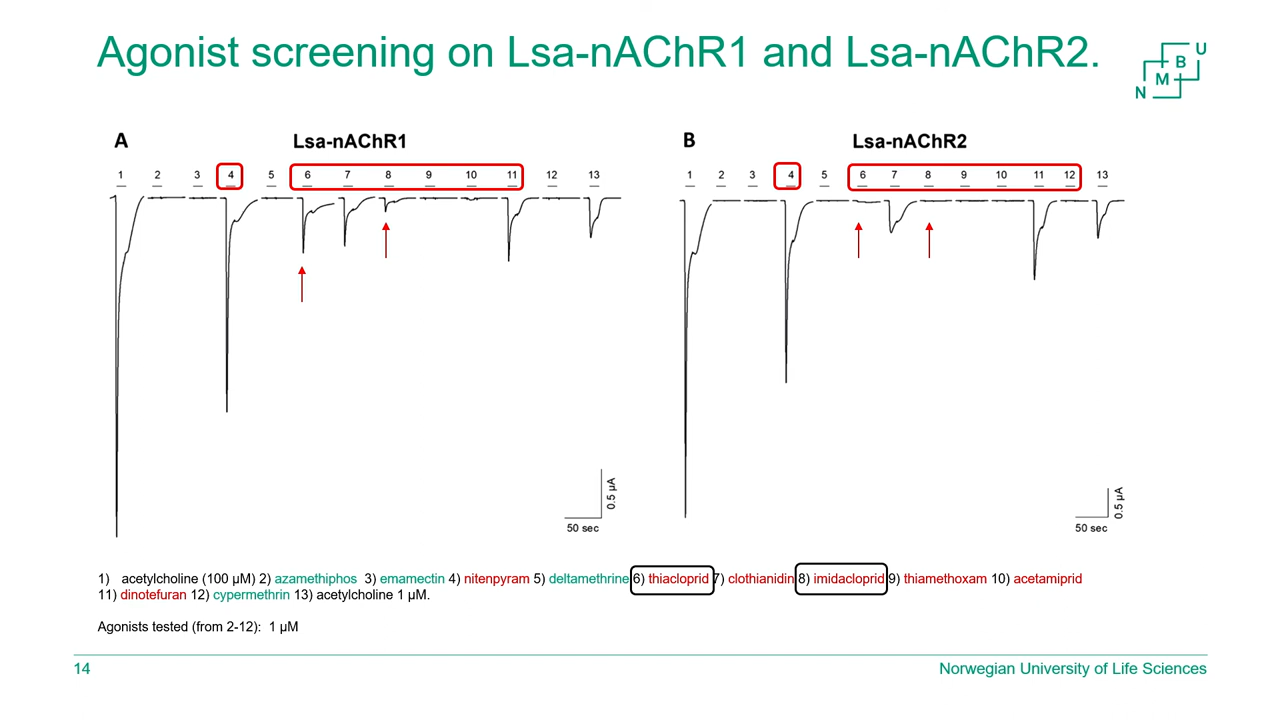 Agonist screening on Lsa-nAChR1 and Lsa-nAChR2.
N M B U
A Lsa-nAChR1
1 2 3 4 5 6 7 8 9 10 11 12 13
0.5 µA
50 sec
B Lsa-nAChR2
1 2 3 4 5 6 7 8 9 10 11 12 13
0.5 µA
50 sec
1) acetylcholine (100 µM) 2) azamethiphos 3) emamectin 4) nitenpyram 5) deltamethrine 6) thiacloprid 7) clothianidin 8) imidacloprid 9) thiamethoxam 10) acetamiprid
11) dinotefuran 12) cypermethrin 13) acetylcholine 1 µM.
Agonists tested (from 2-12): 1 µM
14
Norwegian University of Life Sciences